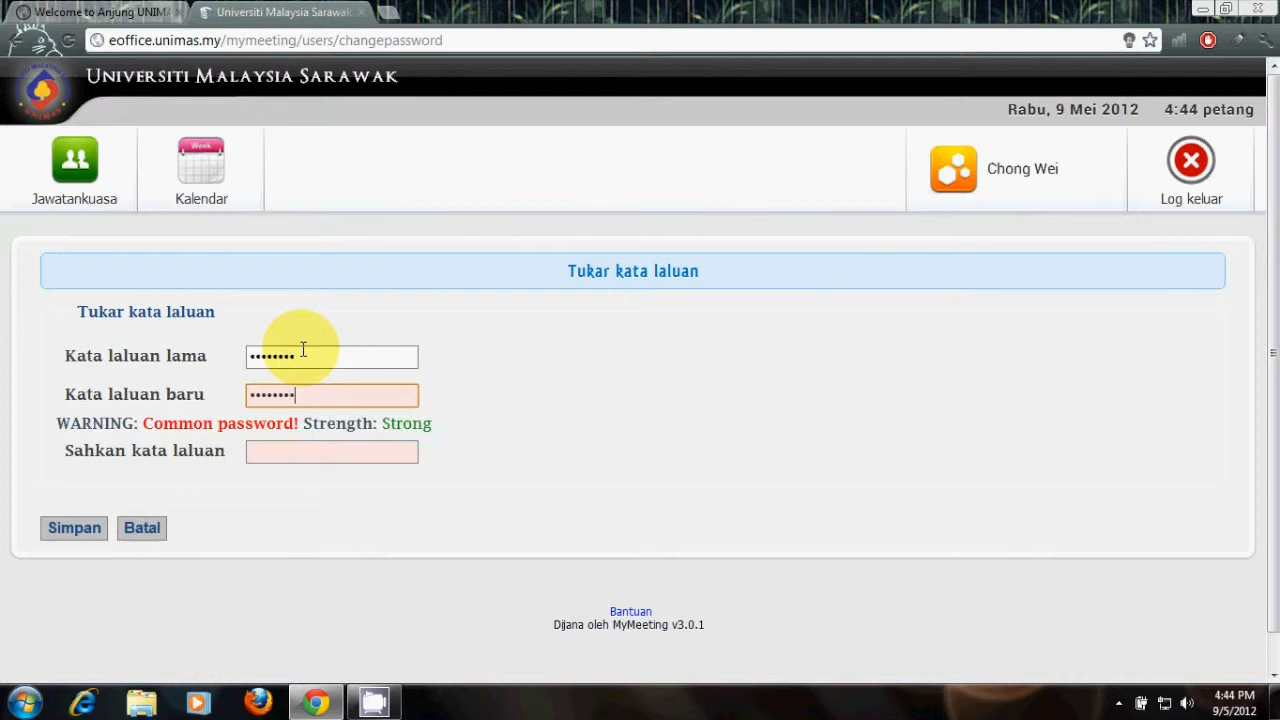 Welcome to Anjung UNIMA
Universiti Malaysia Sarawak
eoffice.unimas.my/mymeeting/users/changepassword
UNIMAS
Universiti Malaysia Sarawak
Rabu, 9 Mei 2012 4:44 petang
Week
Jawatankuasa
Kalendar
Chong Wei
Log keluar
Tukar kata laluan
Tukar kata laluan
Kata laluan lama ••••••••
Kata laluan baru ••••••••
WARNING: Common password! Strength: Strong
Sahkan kata laluan
Simpan Batal
Bantuan
Dijana oleh MyMeeting v3.0.1
4:44 PM
9/5/2012